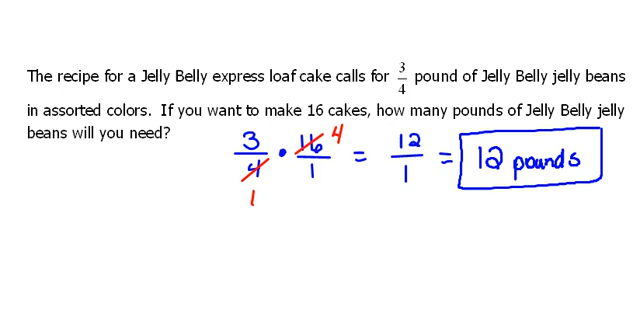 The recipe for a Jelly Belly express loaf cake calls for 3/4 pound of Jelly Belly jelly beans
in assorted colors. If you want to make 16 cakes, how many pounds of Jelly Belly jelly
beans will you need?
3/4 • 16/1 = 12/1 = 12 pounds
4
1